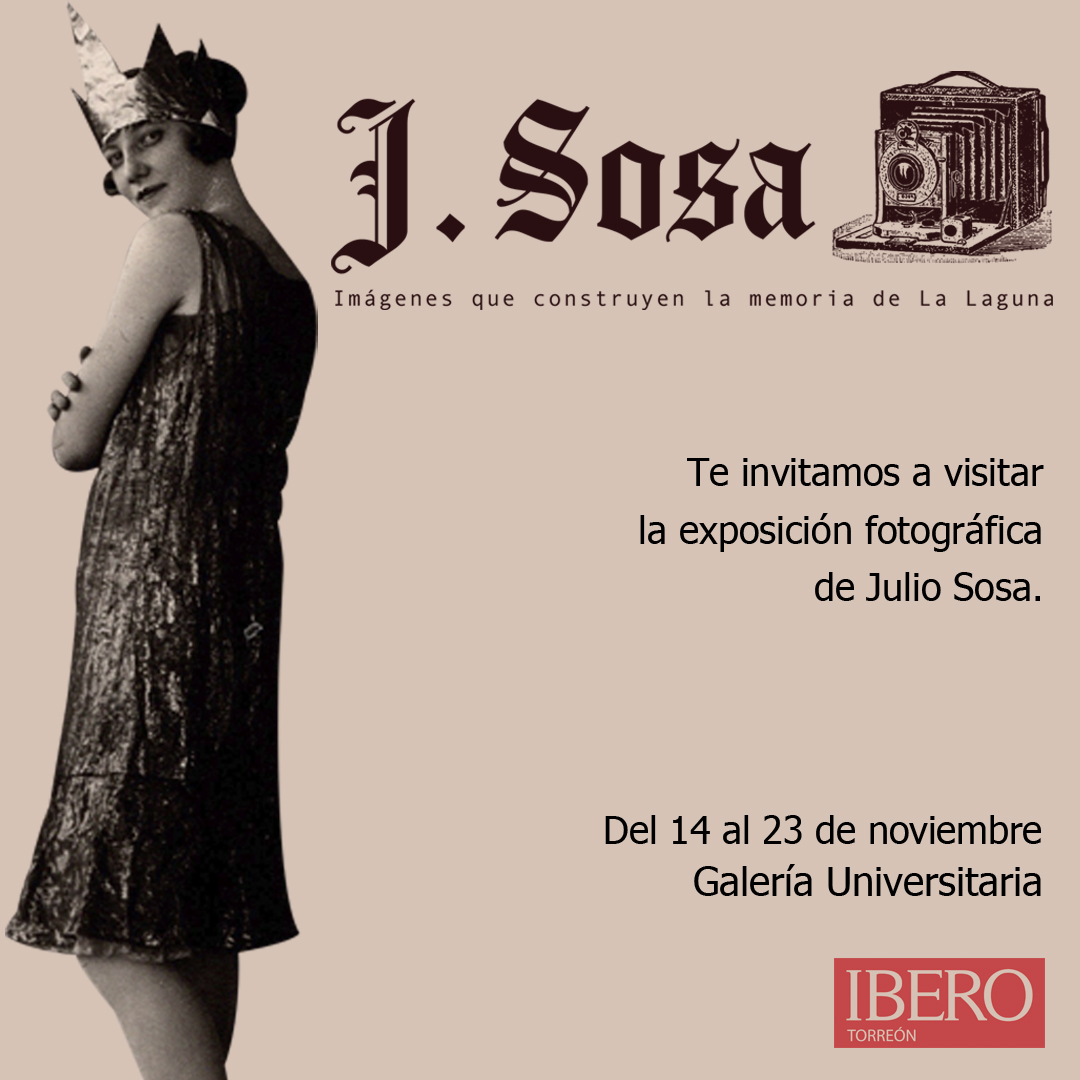 J. Sosa
Imágenes que construyen la memoria de La Laguna
Te invitamos a visitar
la exposición fotográfica
de Julio Sosa.
Del 14 al 23 de noviembre
Galería Universitaria
IBERO
TORREÓN